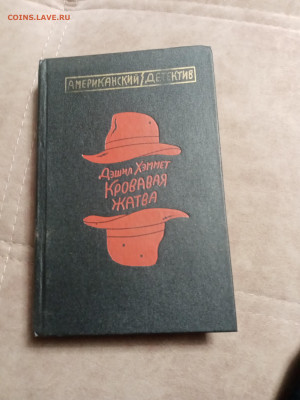 COINS.LAVE.RU
АМЕРИКАНСКИЙ ДЕТЕКТИВ
ДЭШИЛ ХЭММЕТ
КРОВАВАЯ
ЖАТВА